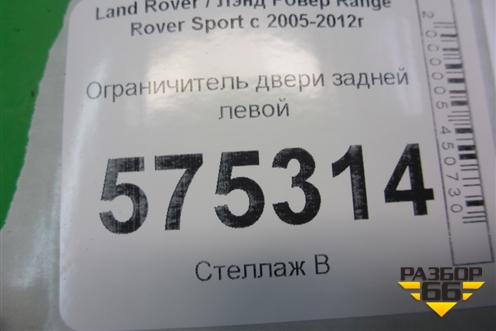 Land Rover / Лэнд Ровер Range
Rover Sport с 2005-2012г
Ограничитель двери задней
левой
575314
Стеллаж В
2000005450730
РАЗБОР
66